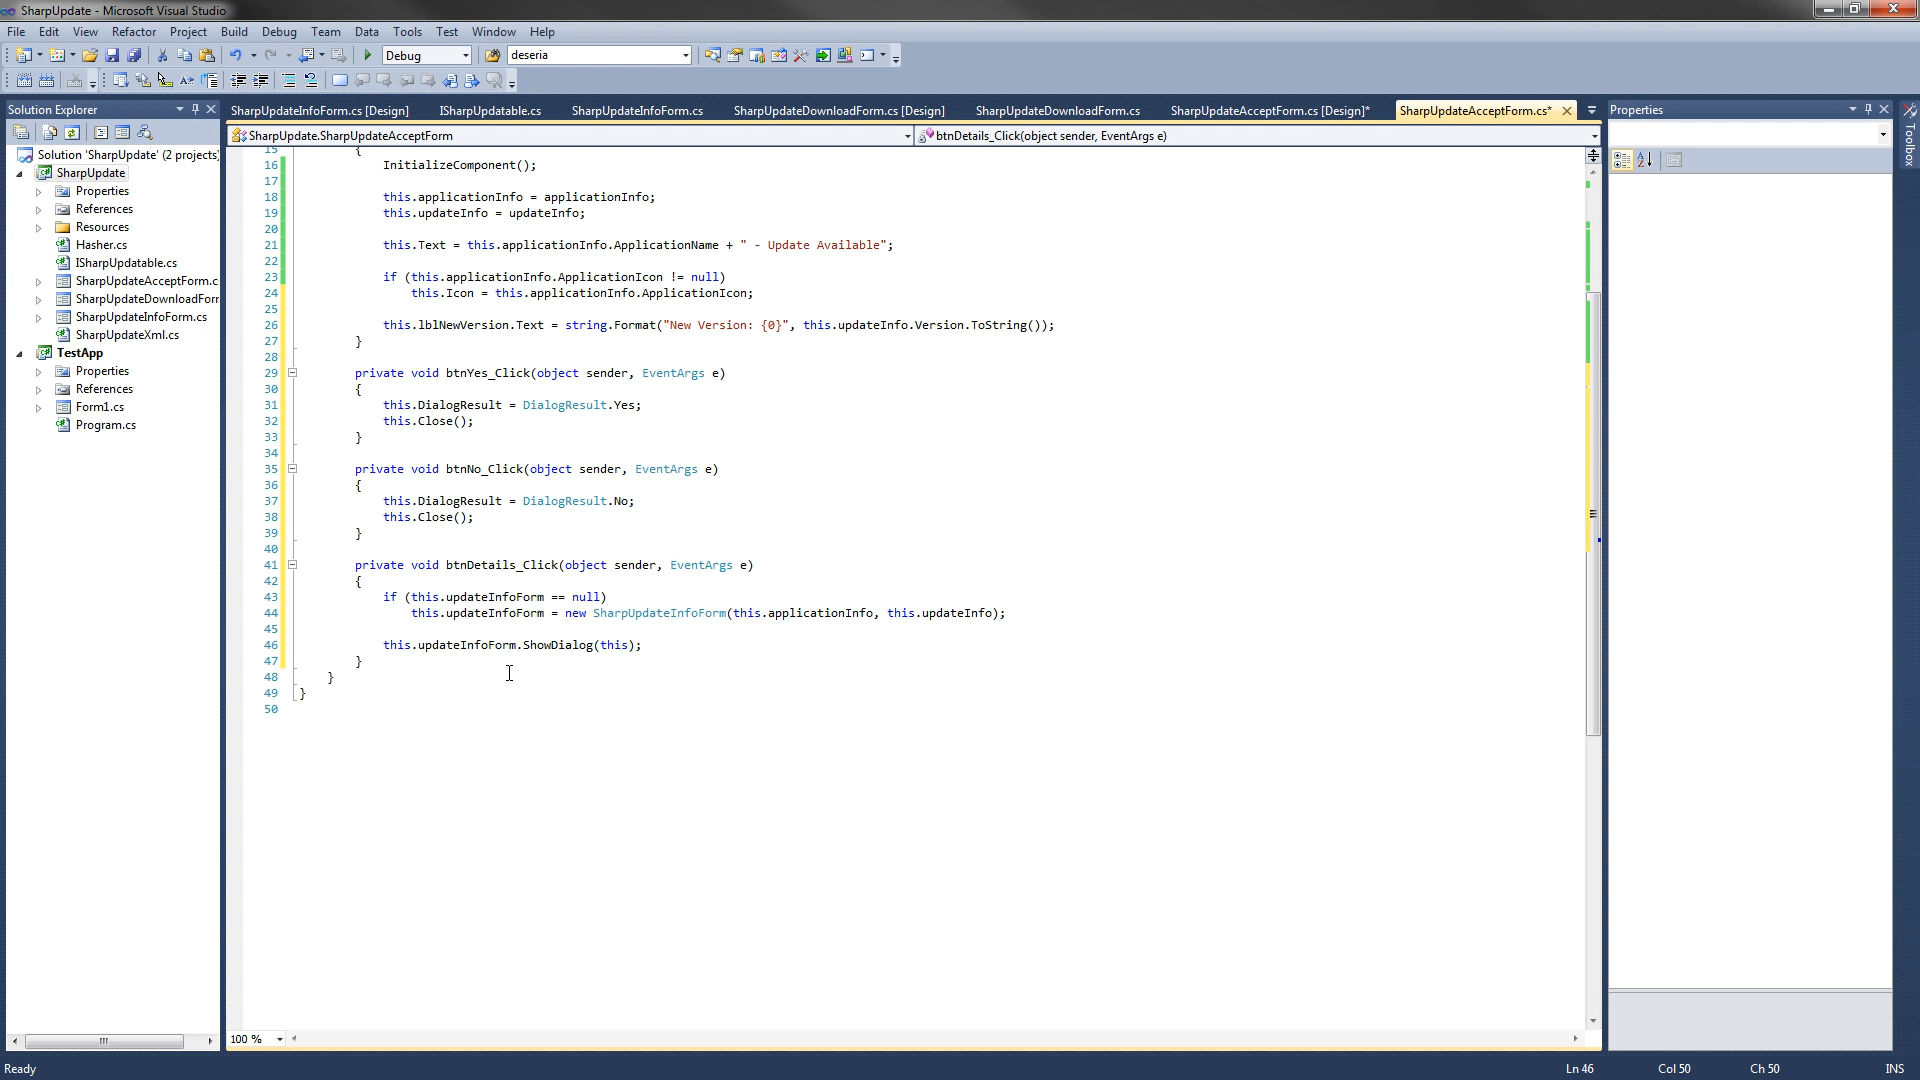 SharpUpdate - Microsoft Visual Studio
File Edit View Refactor Project Build Debug Team Data Tools Test Window Help
Debug deseria
Solution Explorer
SharpUpdateInfoForm.cs [Design] ISharpUpdatable.cs SharpUpdateInfoForm.cs SharpUpdateDownloadForm.cs [Design] SharpUpdateDownloadForm.cs SharpUpdateAcceptForm.cs [Design]* SharpUpdateAcceptForm.cs*
Properties
Toolbox
SharpUpdate.SharpUpdateAcceptForm btnDetails_Click(object sender, EventArgs e)
Solution 'SharpUpdate' (2 projects)
SharpUpdate
Properties
References
Resources
Hasher.cs
ISharpUpdatable.cs
SharpUpdateAcceptForm.c
SharpUpdateDownloadForr
SharpUpdateInfoForm.cs
SharpUpdateXml.cs
TestApp
Properties
References
Form1.cs
Program.cs
15 {
16 InitializeComponent();
17
18 this.applicationInfo = applicationInfo;
19 this.updateInfo = updateInfo;
20
21 this.Text = this.applicationInfo.ApplicationName + " - Update Available";
22
23 if (this.applicationInfo.ApplicationIcon != null)
24 this.Icon = this.applicationInfo.ApplicationIcon;
25
26 this.lblNewVersion.Text = string.Format("New Version: {0}", this.updateInfo.Version.ToString());
27 }
28
29 private void btnYes_Click(object sender, EventArgs e)
30 {
31 this.DialogResult = DialogResult.Yes;
32 this.Close();
33 }
34
35 private void btnNo_Click(object sender, EventArgs e)
36 {
37 this.DialogResult = DialogResult.No;
38 this.Close();
39 }
40
41 private void btnDetails_Click(object sender, EventArgs e)
42 {
43 if (this.updateInfoForm == null)
44 this.updateInfoForm = new SharpUpdateInfoForm(this.applicationInfo, this.updateInfo);
45
46 this.updateInfoForm.ShowDialog(this);
47 }
48 }
49 }
50
100 %
Ready Ln 46 Col 50 Ch 50 INS